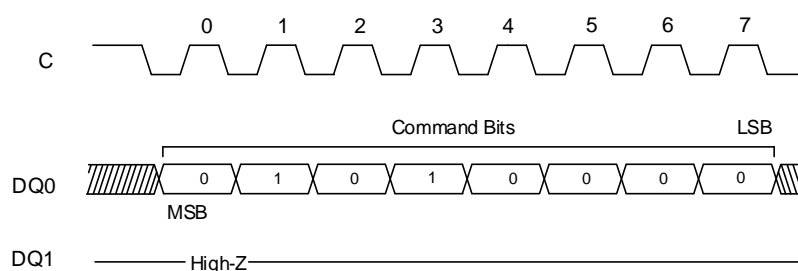 0 1 2 3 4 5 6 7
C
Command Bits LSB
DQ0 0 1 0 1 0 0 0 0
MSB
DQ1 High-Z